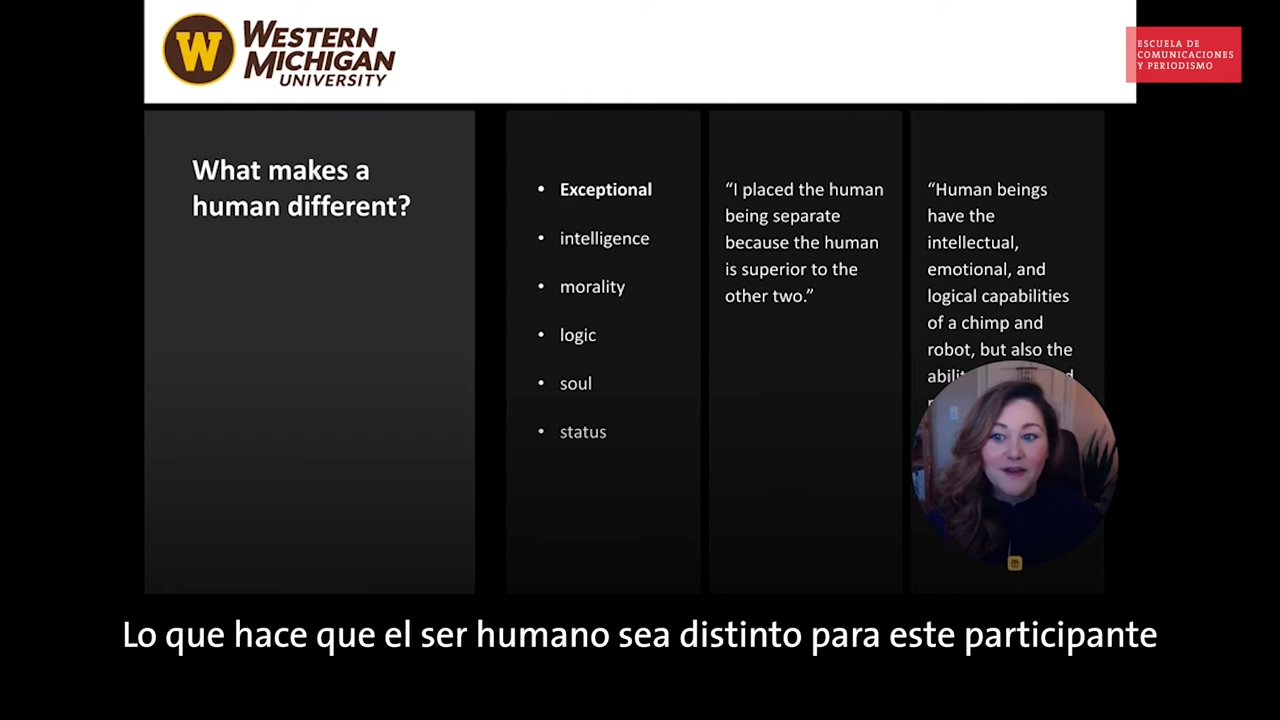 WESTERN
MICHIGAN
UNIVERSITY
ESCUELA DE
COMUNICACIONES
Y PERIODISMO
What makes a
human different?
• Exceptional
• intelligence
• morality
• logic
• soul
• status
“I placed the human
being separate
because the human
is superior to the
other two.”
“Human beings
have the
intellectual,
emotional, and
logical capabilities
of a chimp and
robot, but also the
Lo que hace que el ser humano sea distinto para este participante